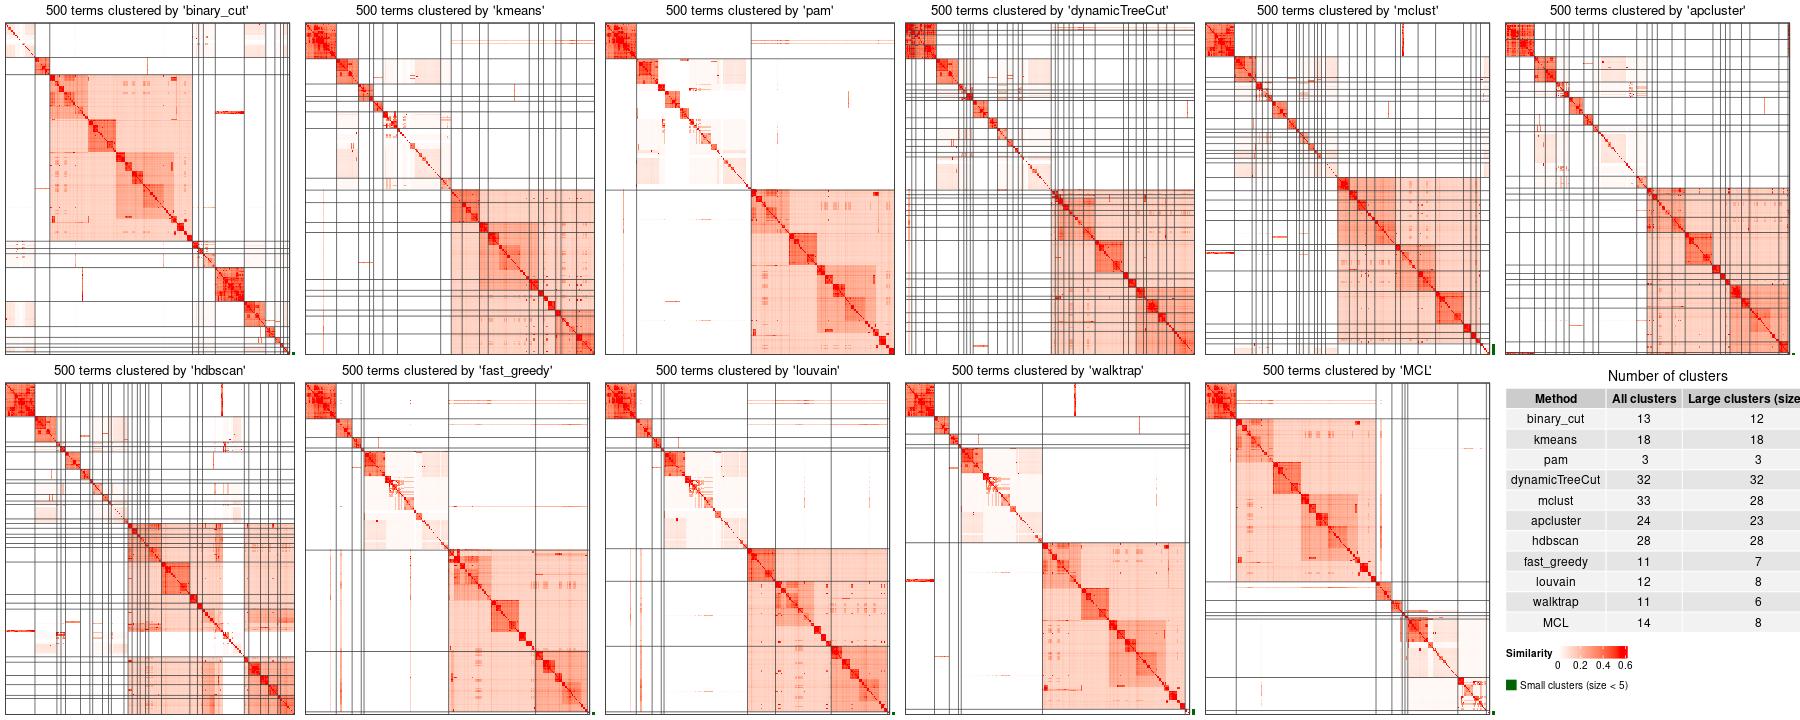 500 terms clustered by 'binary_cut'
500 terms clustered by 'kmeans'
500 terms clustered by 'pam'
500 terms clustered by 'dynamicTreeCut'
500 terms clustered by 'mclust'
500 terms clustered by 'apcluster'
500 terms clustered by 'hdbscan'
500 terms clustered by 'fast_greedy'
500 terms clustered by 'louvain'
500 terms clustered by 'walktrap'
500 terms clustered by 'MCL'
Number of clusters
Method All clusters Large clusters (size
binary_cut 13 12
kmeans 18 18
pam 3 3
dynamicTreeCut 32 32
mclust 33 28
apcluster 24 23
hdbscan 28 28
fast_greedy 11 7
louvain 12 8
walktrap 11 6
MCL 14 8
Similarity
0 0.2 0.4 0.6
Small clusters (size < 5)